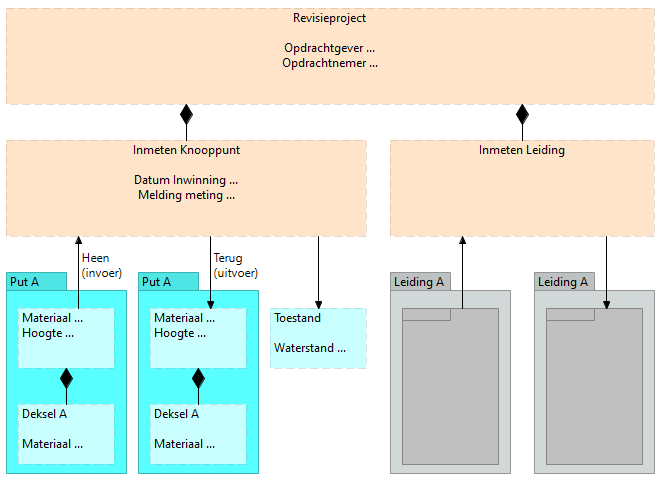 Revisieproject
Opdrachtgever ...
Opdrachtnemer ...
Inmeten Knooppunt
Datum Inwinning ...
Melding meting ...
Inmeten Leiding
Heen
(invoer)
Terug
(uitvoer)
Put A
Materiaal ...
Hoogte ...
Deksel A
Materiaal ...
Put A
Materiaal ...
Hoogte ...
Deksel A
Materiaal ...
Toestand
Waterstand ...
Leiding A
Leiding A